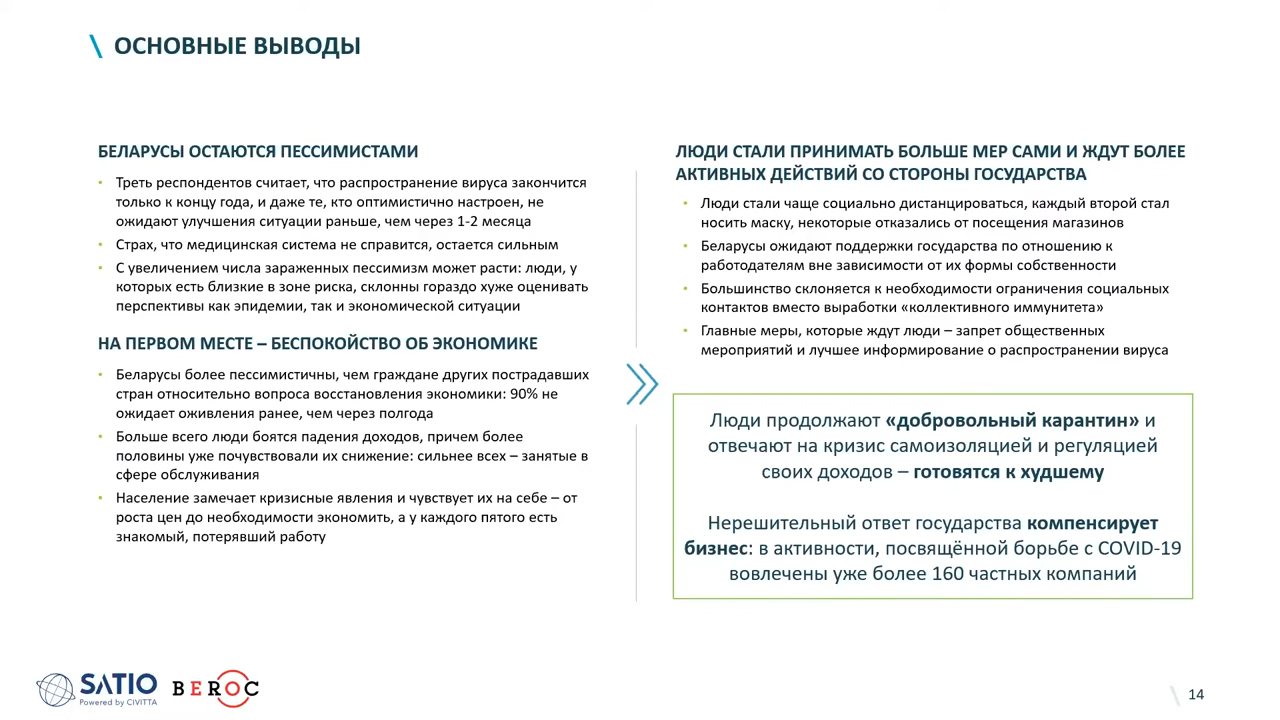 ОСНОВНЫЕ ВЫВОДЫ
БЕЛАРУСЫ ОСТАЮТСЯ ПЕССИМИСТАМИ
• Треть респондентов считает, что распространение вируса закончится
только к концу года, и даже те, кто оптимистично настроен, не
ожидают улучшения ситуации раньше, чем через 1-2 месяца
• Страх, что медицинская система не справится, остается сильным
• С увеличением числа зараженных пессимизм может расти: люди, у
которых есть близкие в зоне риска, склонны гораздо хуже оценивать
перспективы как эпидемии, так и экономической ситуации
НА ПЕРВОМ МЕСТЕ – БЕСПОКОЙСТВО ОБ ЭКОНОМИКЕ
• Беларусы более пессимистичны, чем граждане других пострадавших
стран относительно вопроса восстановления экономики: 90% не
ожидает оживления ранее, чем через полгода
• Больше всего люди боятся падения доходов, причем более
половины уже почувствовали их снижение: сильнее всех – занятые в
сфере обслуживания
• Население замечает кризисные явления и чувствует их на себе – от
роста цен до необходимости экономить, а у каждого пятого есть
знакомый, потерявший работу
ЛЮДИ СТАЛИ ПРИНИМАТЬ БОЛЬШЕ МЕР САМИ И ЖДУТ БОЛЕЕ
АКТИВНЫХ ДЕЙСТВИЙ СО СТОРОНЫ ГОСУДАРСТВА
• Люди стали чаще социально дистанцироваться, каждый второй стал
носить маску, некоторые отказались от посещения магазинов
• Беларусы ожидают поддержки государства по отношению к
работодателям вне зависимости от их формы собственности
• Большинство склоняется к необходимости ограничения социальных
контактов вместо выработки «коллективного иммунитета»
• Главные меры, которые ждут люди – запрет общественных
мероприятий и лучшее информирование о распространении вируса
Люди продолжают «добровольный карантин» и
отвечают на кризис самоизоляцией и регуляцией
своих доходов – готовятся к худшему
Нерешительный ответ государства компенсирует
бизнес: в активности, посвящённой борьбе с COVID-19
вовлечены уже более 160 частных компаний
SATIO
Powered by CIVITTA
BEROC
14